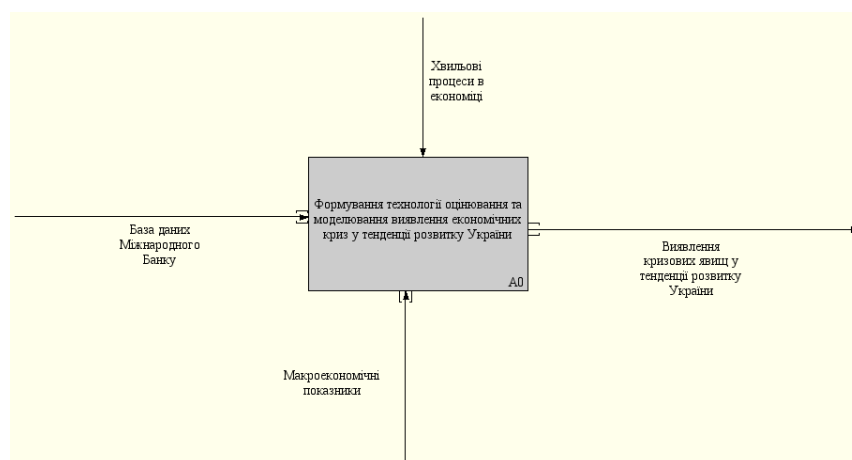 Хвильові
процеси в
економіці
Формування технології оцінювання та
моделювання виявлення економічних
криз у тенденції розвитку України
A0
База даних
Міжнародного
Банку
Виявлення
кризових явищ у
тенденції розвитку
України
Макроекономічні
показники